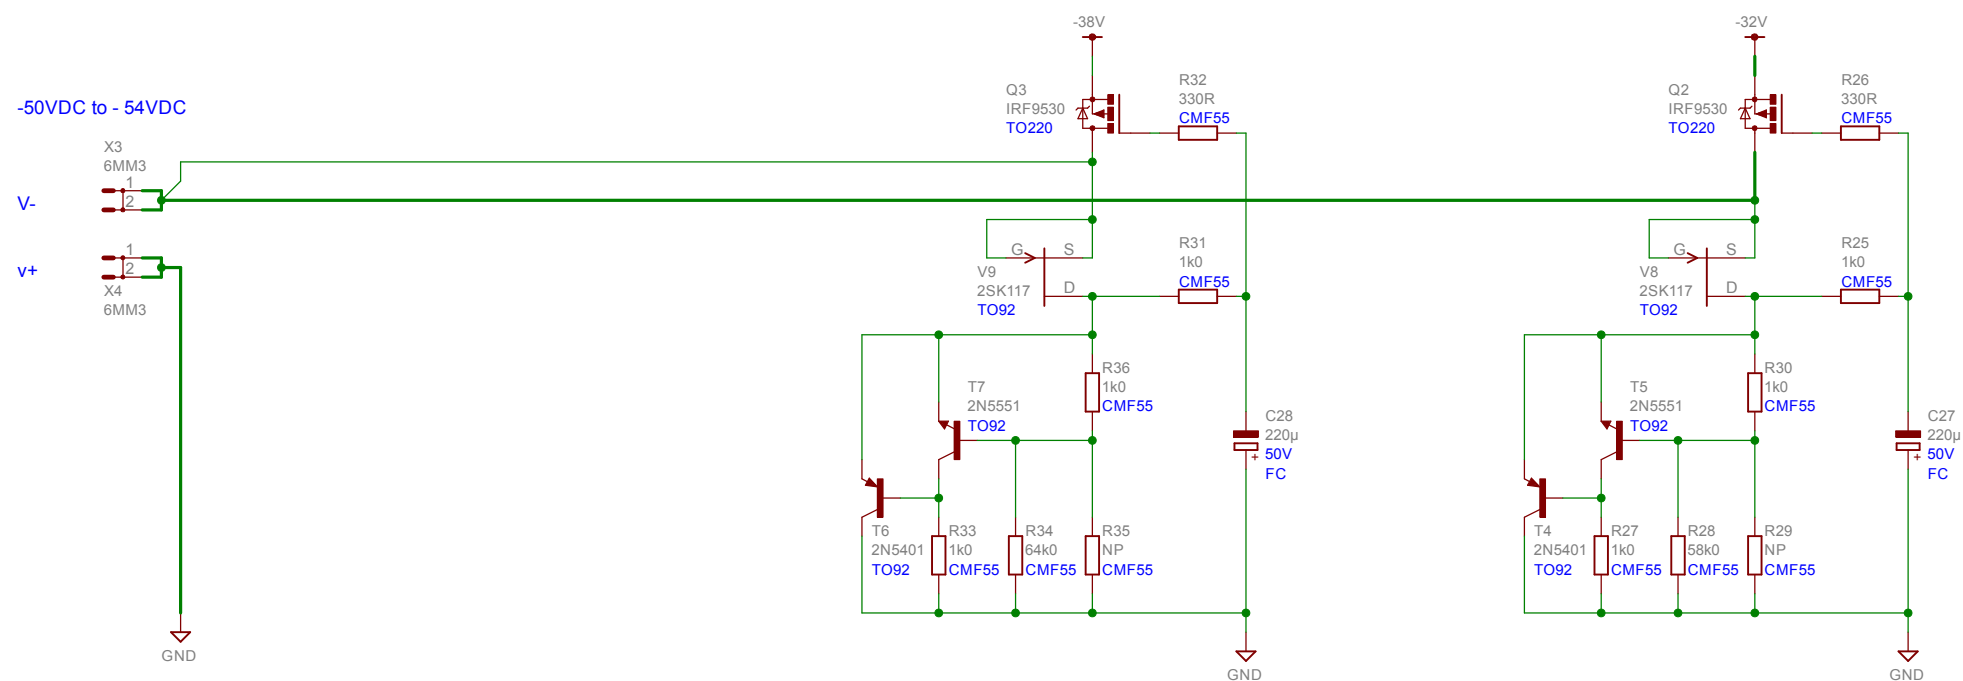 -50VDC to - 54VDC
X3
6MM3
1
2
V-
1
2
v+
X4
6MM3
GND
-38V
Q3
IRF9530
TO220
R32
330R
CMF55
G
S
D
V9
2SK117
TO92
R31
1k0
CMF55
R36
1k0
CMF55
T7
2N5551
TO92
C28
220µ
50V
FC
+
T6
2N5401
TO92
R33
1k0
CMF55
R34
64k0
CMF55
R35
NP
CMF55
GND
-32V
Q2
IRF9530
TO220
R26
330R
CMF55
G
S
D
V8
2SK117
TO92
R25
1k0
CMF55
R30
1k0
CMF55
T5
2N5551
TO92
C27
220µ
50V
FC
+
T4
2N5401
TO92
R27
1k0
CMF55
R28
58k0
CMF55
R29
NP
CMF55
GND